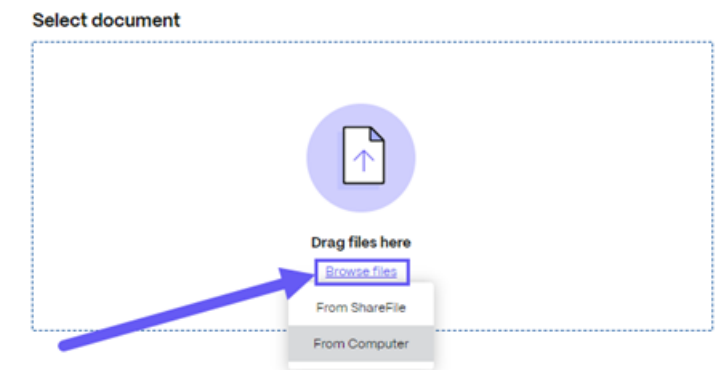 Select document
Drag files here
Browse files
From ShareFile
From Computer